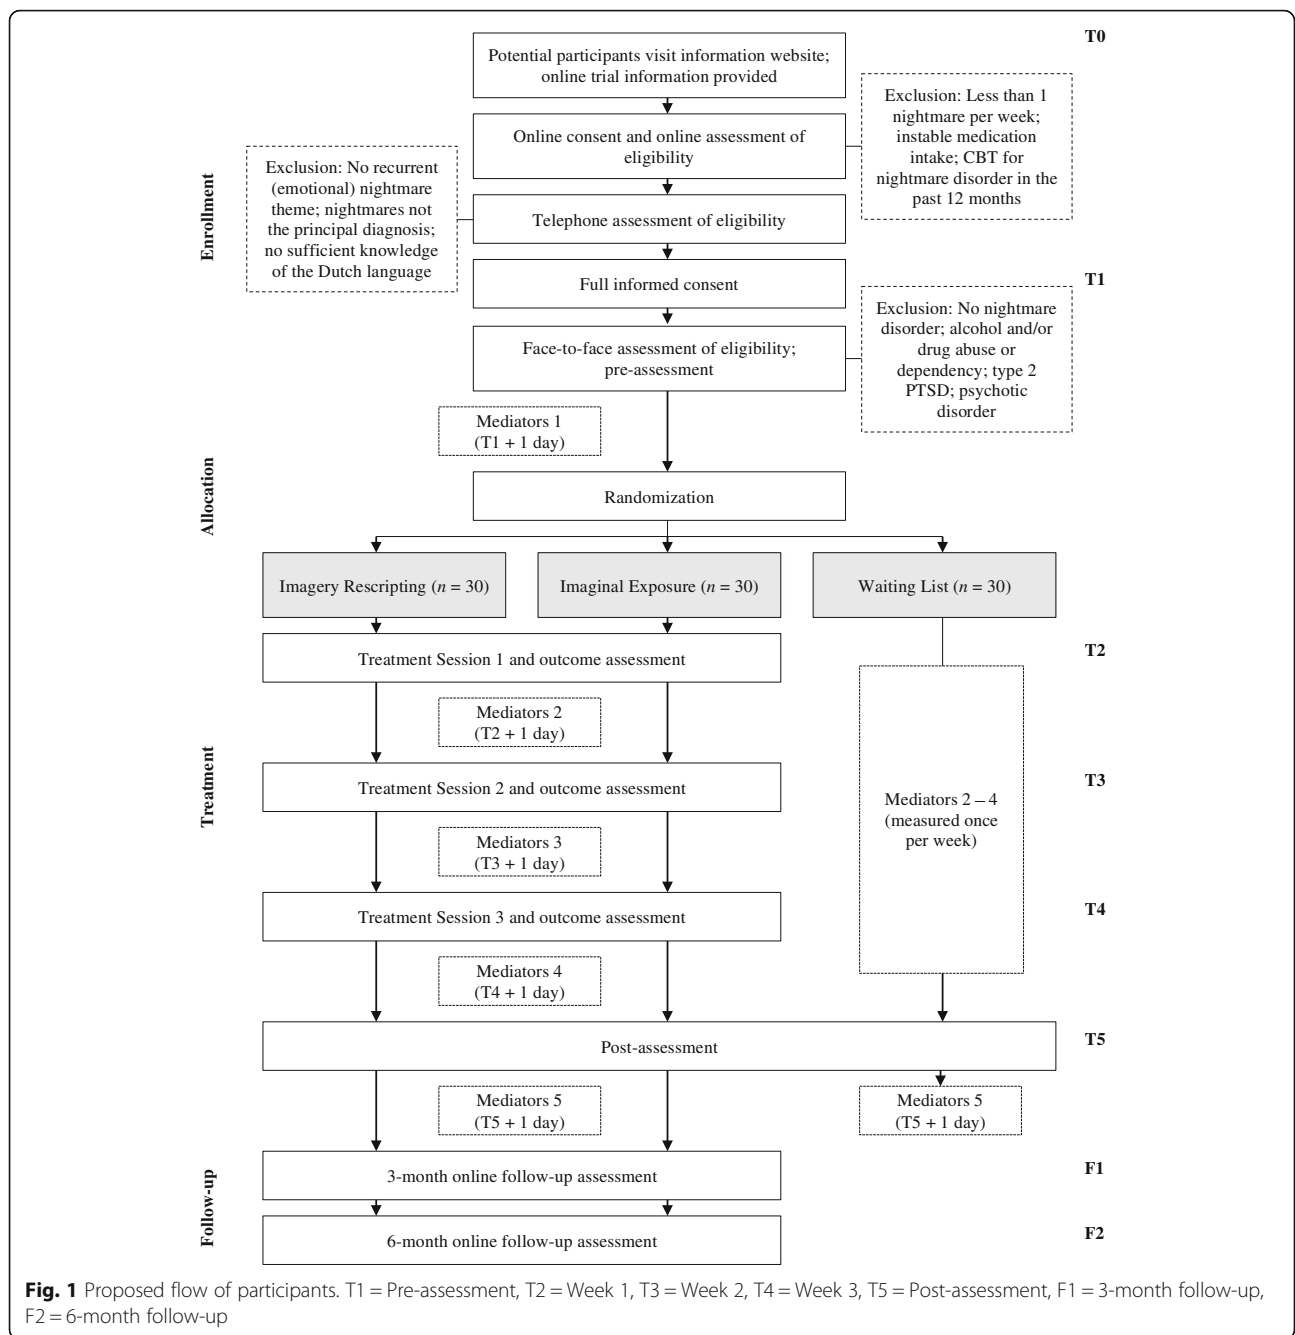 T0
Potential participants visit information website;
online trial information provided
Exclusion: Less than 1
nightmare per week;
instable medication
intake; CBT for
nightmare disorder in the
past 12 months
Online consent and online assessment of
eligibility
Enrollment
Exclusion: No recurrent
(emotional) nightmare
theme; nightmares not
the principal diagnosis;
no sufficient knowledge
of the Dutch language
Telephone assessment of eligibility
Full informed consent
T1
Exclusion: No nightmare
disorder; alcohol and/or
drug abuse or
dependency; type 2
PTSD; psychotic
disorder
Face-to-face assessment of eligibility;
pre-assessment
Mediators 1
(T1 + 1 day)
Allocation
Randomization
Imagery Rescripting (n = 30)
Imaginal Exposure (n = 30)
Waiting List (n = 30)
Treatment Session 1 and outcome assessment
T2
Mediators 2
(T2 + 1 day)
Treatment
Treatment Session 2 and outcome assessment
T3
Mediators 2 – 4
(measured once
per week)
Mediators 3
(T3 + 1 day)
Treatment Session 3 and outcome assessment
T4
Mediators 4
(T4 + 1 day)
Post-assessment
T5
Mediators 5
(T5 + 1 day)
Mediators 5
(T5 + 1 day)
Follow-up
3-month online follow-up assessment
F1
6-month online follow-up assessment
F2
Fig. 1 Proposed flow of participants. T1 = Pre-assessment, T2 = Week 1, T3 = Week 2, T4 = Week 3, T5 = Post-assessment, F1 = 3-month follow-up,
F2 = 6-month follow-up